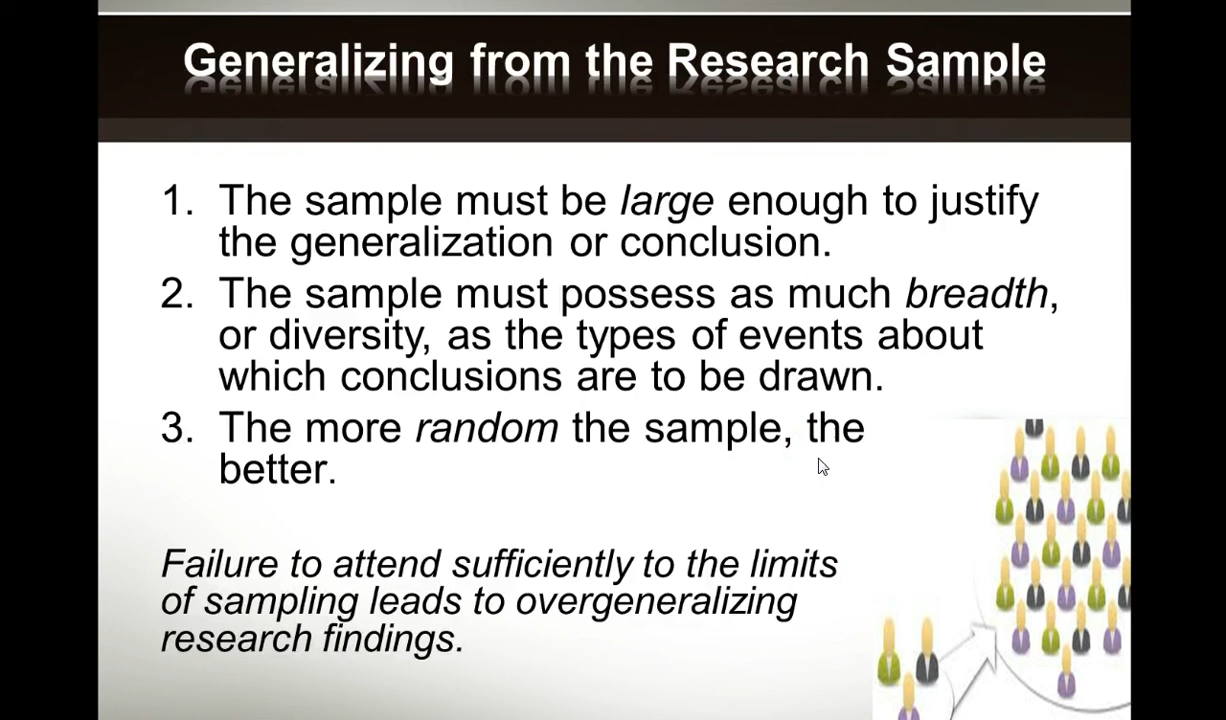 Generalizing from the Research Sample
1. The sample must be large enough to justify
the generalization or conclusion.
2. The sample must possess as much breadth,
or diversity, as the types of events about
which conclusions are to be drawn.
3. The more random the sample, the
better.
Failure to attend sufficiently to the limits
of sampling leads to overgeneralizing
research findings.